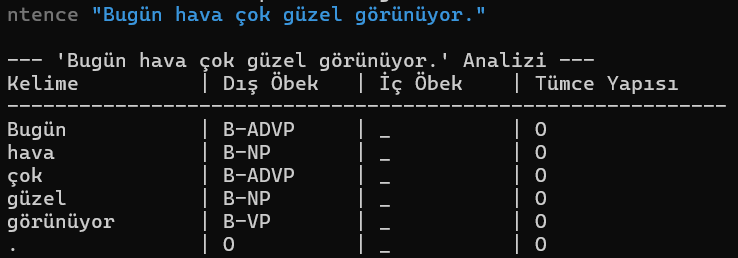 ntence "Bugün hava çok güzel görünüyor."
--- 'Bugün hava çok güzel görünüyor.' Analizi ---
Kelime | Dış Öbek | İç Öbek | Tümce Yapısı
------------------------------------------------------------
Bugün | B-ADVP | _ | O
hava | B-NP | _ | O
çok | B-ADVP | _ | O
güzel | B-NP | _ | O
görünüyor | B-VP | _ | O
. | O | _ | O